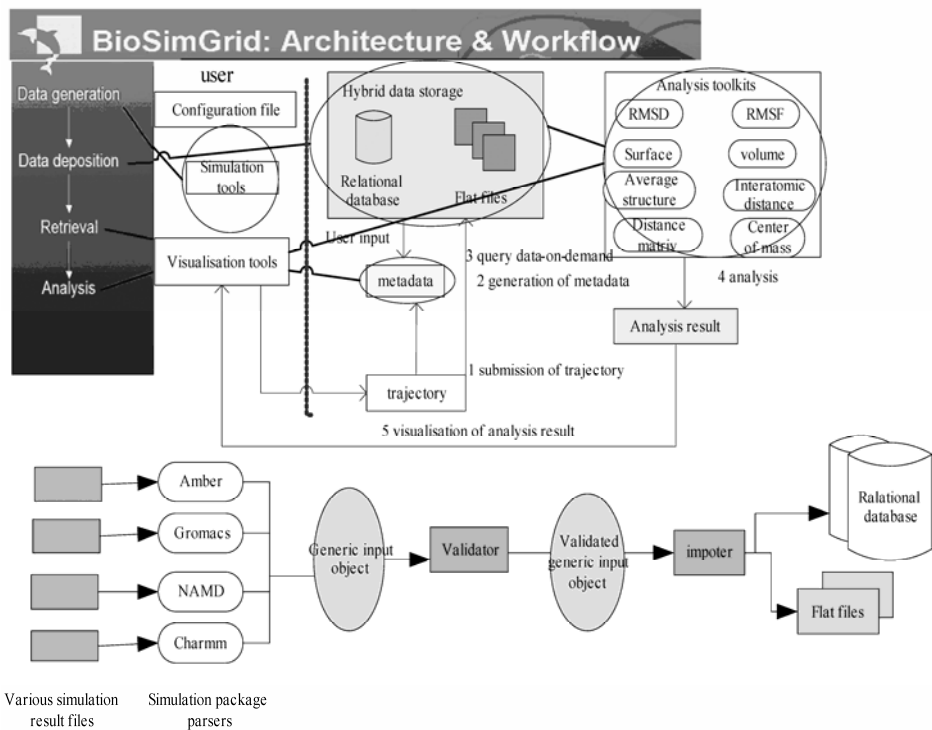 BioSimGrid: Architecture & Workflow
Data generation
Data deposition
Retrieval
Analysis
user
Configuration file
Simulation
tools
Visualisation tools
Hybrid data storage
Relational
database
Flat files
User input
metadata
3 query data-on-demand
2 generation of metadata
1 submission of trajectory
trajectory
Analysis toolkits
RMSD
RMSF
Surface
volume
Average
structure
Interatomic
distance
Distance
matrix
Center
of mass
4 analysis
Analysis result
5 visualisation of analysis result
Amber
Gromacs
NAMD
Charmm
Generic input
object
Validator
Validated
generic input
object
impoter
Ralational
database
Flat files
Various simulation
result files
Simulation package
parsers